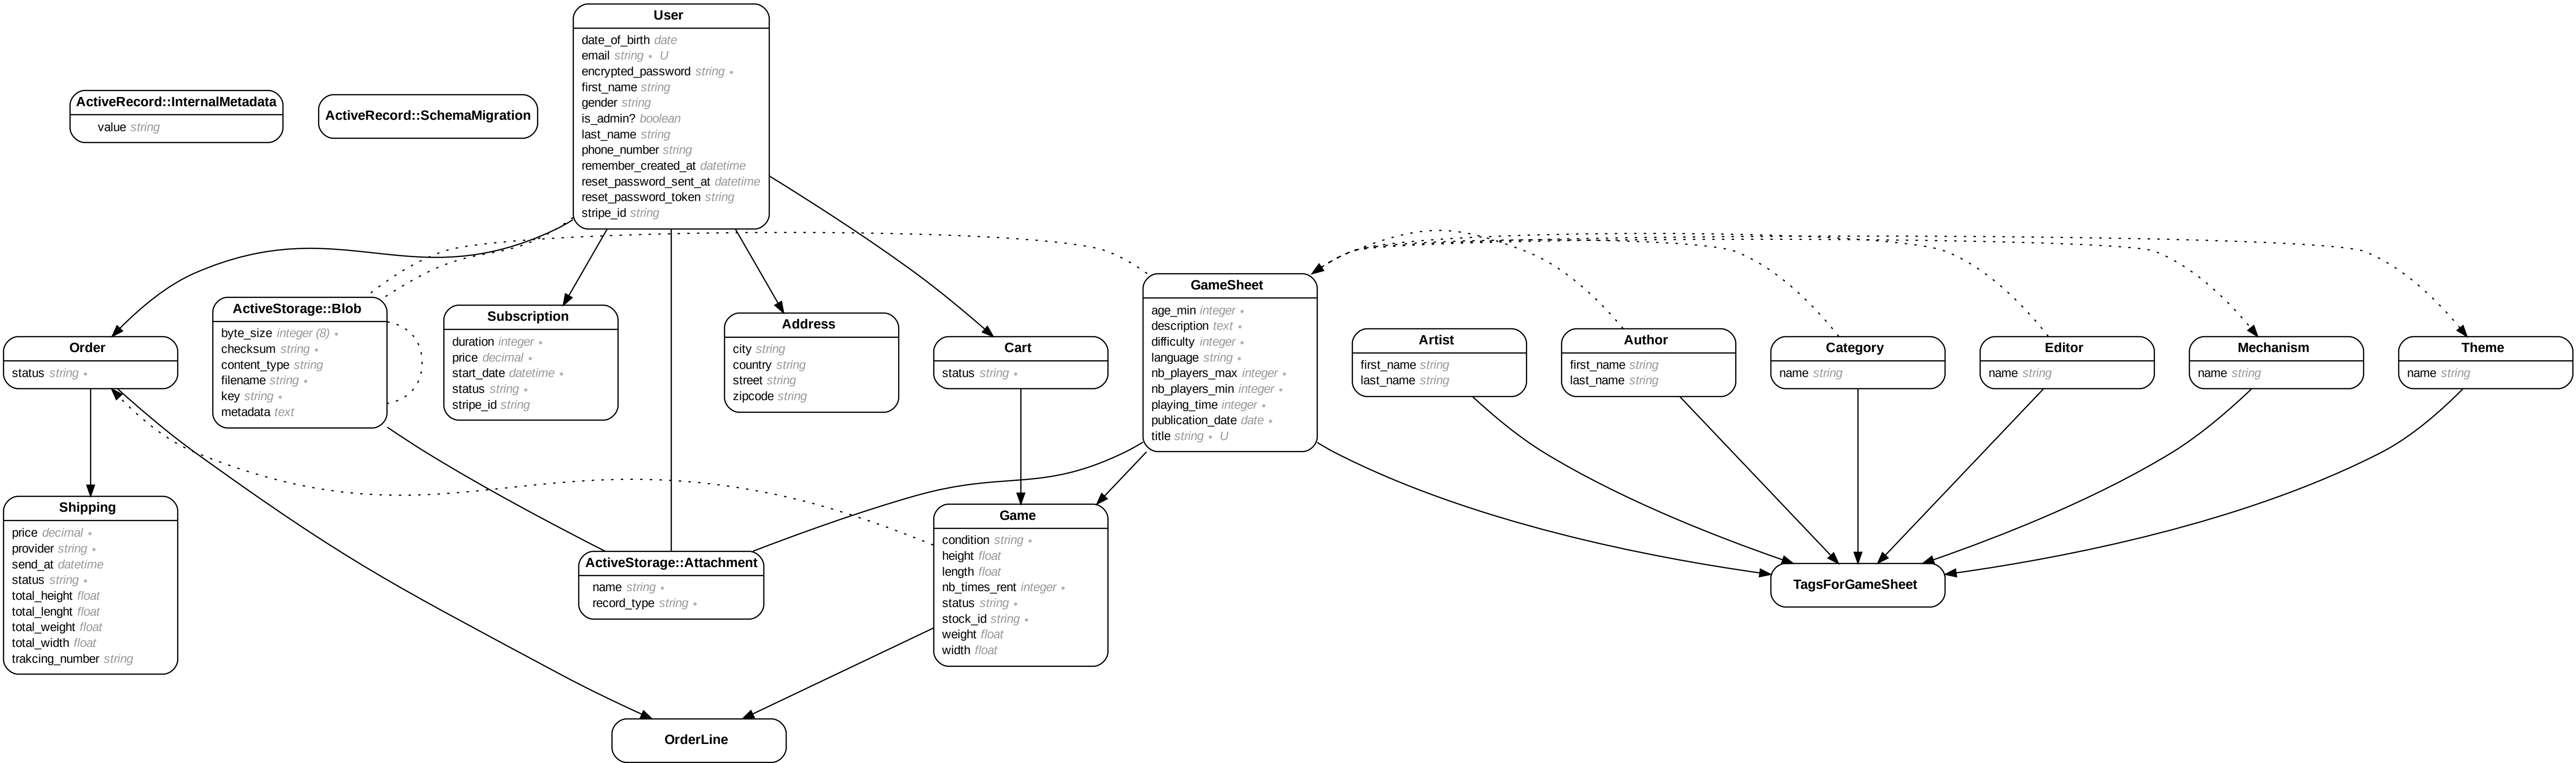 User
date_of_birth date
email string ∗ U
encrypted_password string ∗
first_name string
gender string
is_admin? boolean
last_name string
phone_number string
remember_created_at datetime
reset_password_sent_at datetime
reset_password_token string
stripe_id string
ActiveRecord::InternalMetadata
value string
ActiveRecord::SchemaMigration
Order
status string ∗
ActiveStorage::Blob
byte_size integer (8) ∗
checksum string ∗
content_type string
filename string ∗
key string ∗
metadata text
Subscription
duration integer ∗
price decimal ∗
start_date datetime ∗
status string ∗
stripe_id string
Address
city string
country string
street string
zipcode string
Cart
status string ∗
GameSheet
age_min integer ∗
description text ∗
difficulty integer ∗
language string ∗
nb_players_max integer ∗
nb_players_min integer ∗
playing_time integer ∗
publication_date date ∗
title string ∗ U
Artist
first_name string
last_name string
Author
first_name string
last_name string
Category
name string
Editor
name string
Mechanism
name string
Theme
name string
Shipping
price decimal ∗
provider string ∗
send_at datetime
status string ∗
total_height float
total_lenght float
total_weight float
total_width float
trakcing_number string
ActiveStorage::Attachment
name string ∗
record_type string ∗
Game
condition string ∗
height float
length float
nb_times_rent integer ∗
status string ∗
stock_id string ∗
weight float
width float
TagsForGameSheet
OrderLine